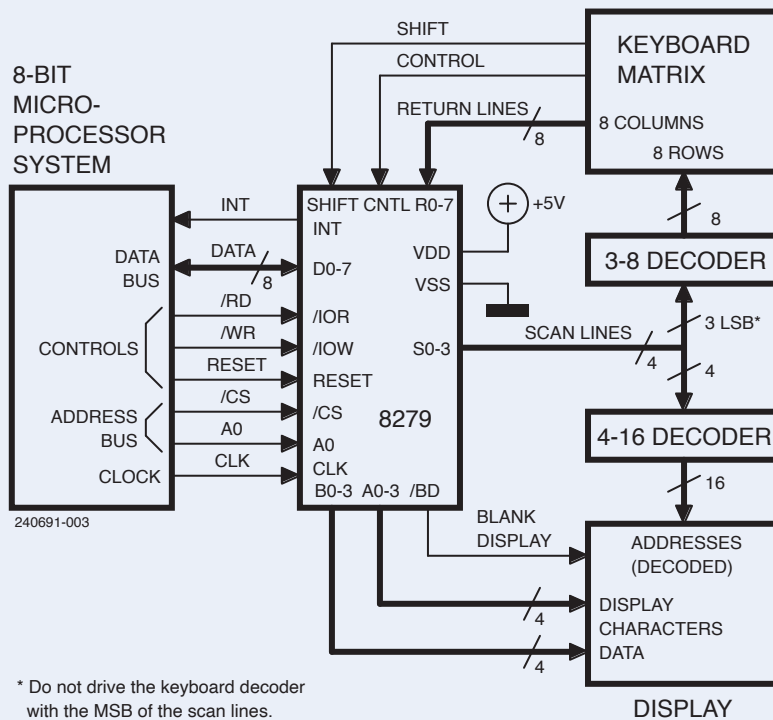 8-BIT
MICRO-
PROCESSOR
SYSTEM
SHIFT
CONTROL
RETURN LINES
8
KEYBOARD
MATRIX
8 COLUMNS
8 ROWS
INT
DATA
BUS
DATA
8
/RD
/WR
RESET
CONTROLS
/CS
ADDRESS
BUS
A0
CLK
CLOCK
SHIFT CNTL R0-7
INT
D0-7
VDD
VSS
/IOR
/IOW
S0-3
RESET
/CS
8279
A0
CLK
B0-3 A0-3 /BD
+5V
8
3-8 DECODER
SCAN LINES
4
3 LSB*
4
4-16 DECODER
16
BLANK
DISPLAY
ADDRESSES
(DECODED)
DISPLAY
CHARACTERS
DATA
4
4
DISPLAY
240691-003
* Do not drive the keyboard decoder
with the MSB of the scan lines.